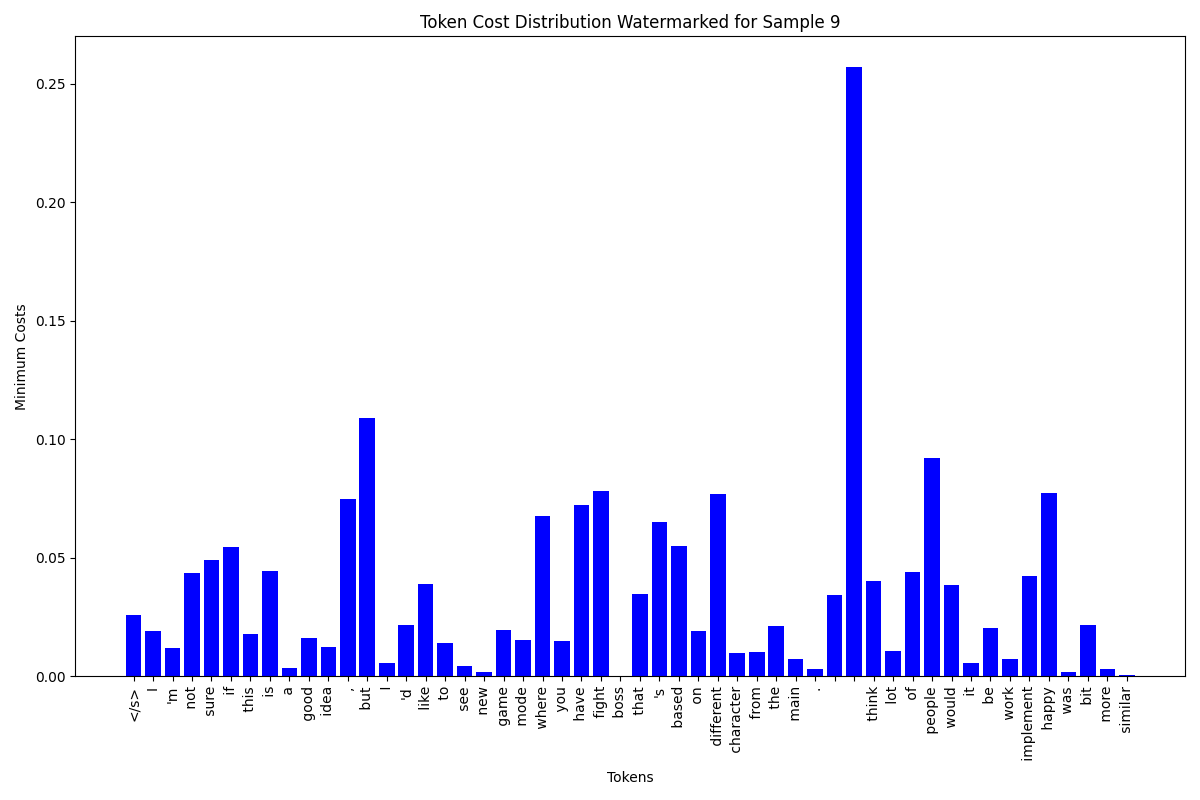 Token Cost Distribution Watermarked for Sample 9
Minimum Costs
0.25
0.20
0.15
0.10
0.05
0.00
</s>
I
'm
not
sure
if
this
is
a
good
idea
,
but
I
'd
like
to
see
new
game
mode
where
you
have
fight
boss
that
's
based
on
different
character
from
the
main
.
think
lot
of
people
would
it
be
work
implement
happy
was
bit
more
similar
Tokens